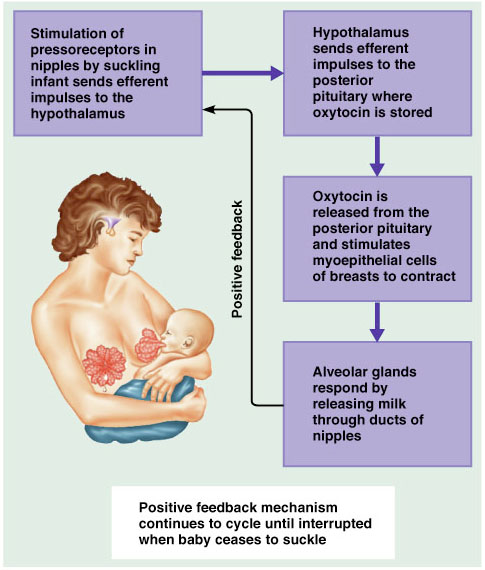 Stimulation of
pressoreceptors in
nipples by suckling
infant sends efferent
impulses to the
hypothalamus
Hypothalamus
sends efferent
impulses to the
posterior
pituitary where
oxytocin is stored
Oxytocin is
released from the
posterior pituitary
and stimulates
myoepithelial cells
of breasts to contract
Alveolar glands
respond by
releasing milk
through ducts of
nipples
Positive feedback
Positive feedback mechanism
continues to cycle until interrupted
when baby ceases to suckle